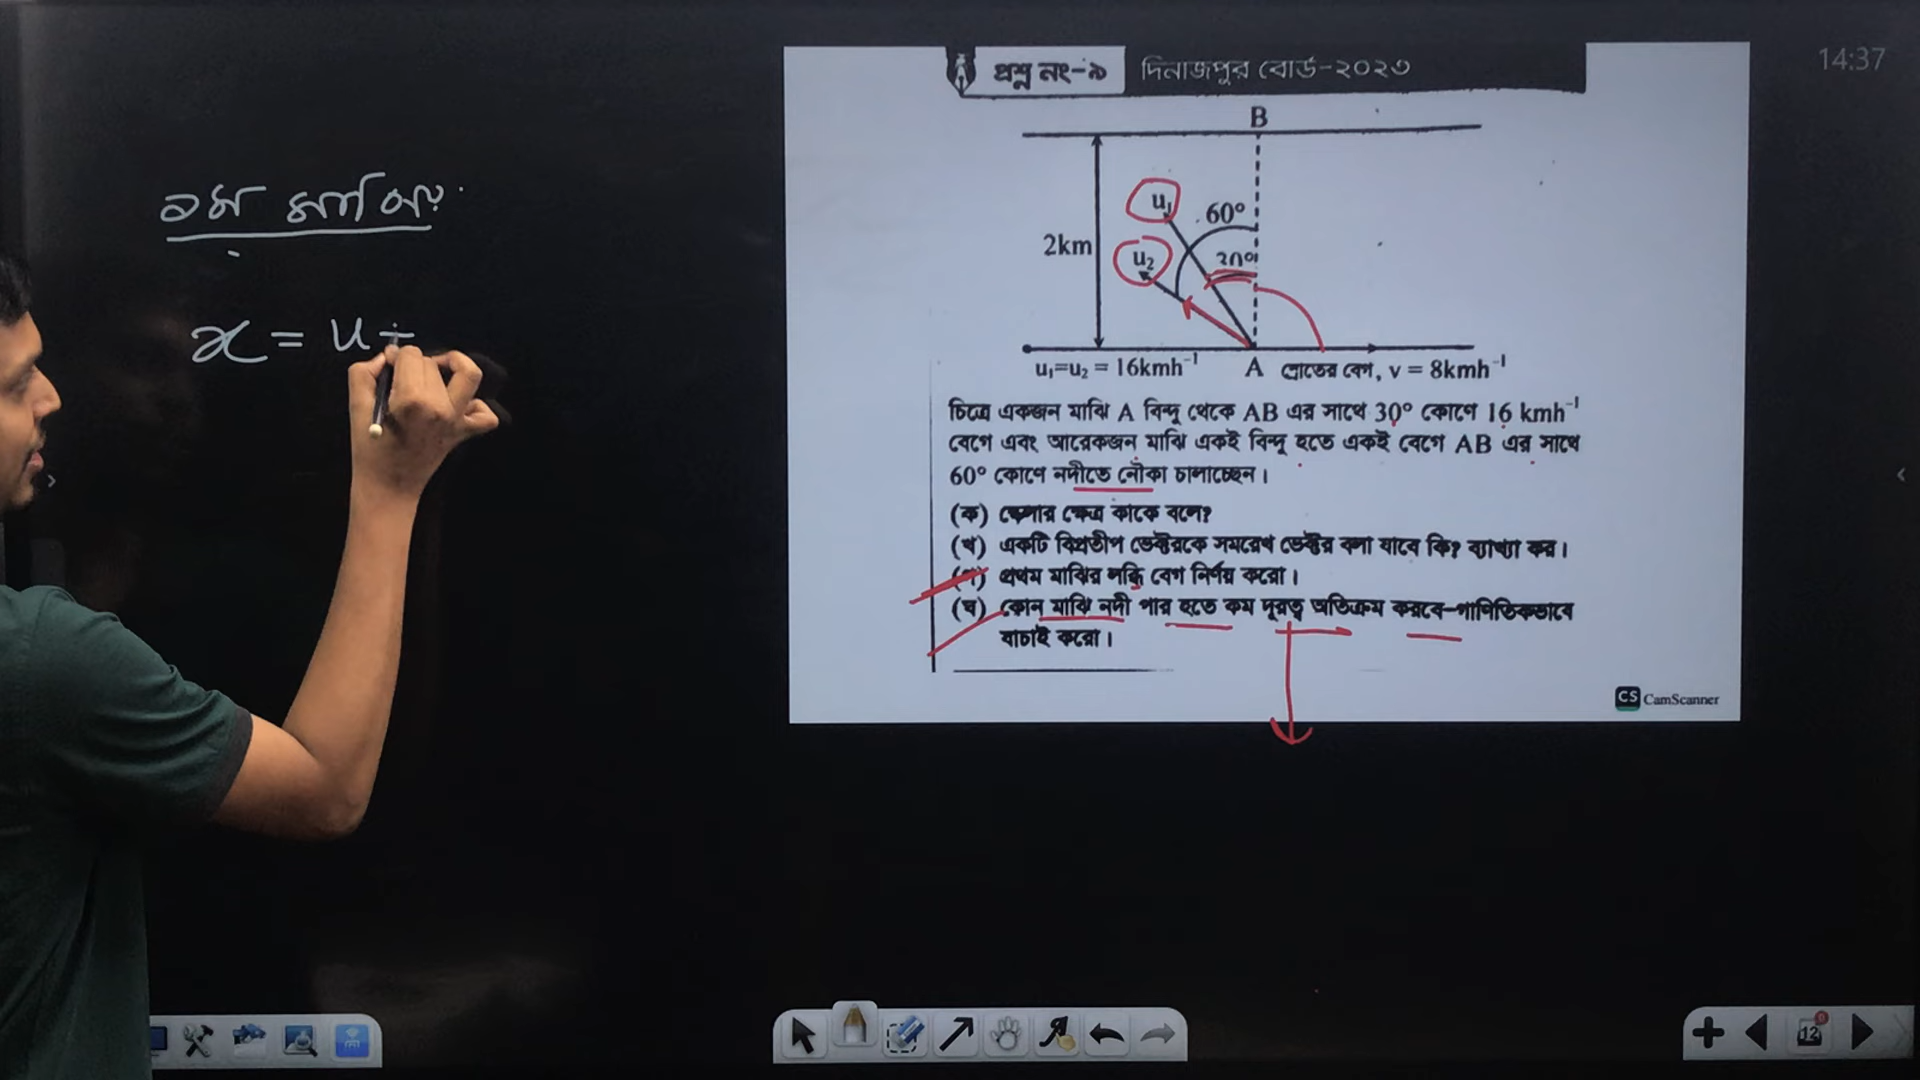 14:37
প্রশ্ন নং-৯ দিনাজপুর বোর্ড-২০২৩
B
u₁ 60°
2km
u₂ 30°
u₁=u₂ = 16kmh⁻¹ A স্রোতের বেগ, v = 8kmh⁻¹
চিত্রে একজন মাঝি A বিন্দু থেকে AB এর সাথে 30° কোণে 16 kmh⁻¹
বেগে এবং আরেকজন মাঝি একই বিন্দু হতে একই বেগে AB এর সাথে
60° কোণে নদীতে নৌকা চালাচ্ছেন।
(ক) স্কেলার ক্ষেত্র কাকে বলে?
(খ) একটি বিপ্রতীপ ভেক্টরকে সমরেখ ভেক্টর বলা যাবে কি? ব্যাখ্যা কর।
(গ) প্রথম মাঝির লব্ধি বেগ নির্ণয় করো।
(ঘ) কোন মাঝি নদী পার হতে কম দূরত্ব অতিক্রম করবে-গাণিতিকভাবে
যাচাই করো।
CS CamScanner
x = u
12